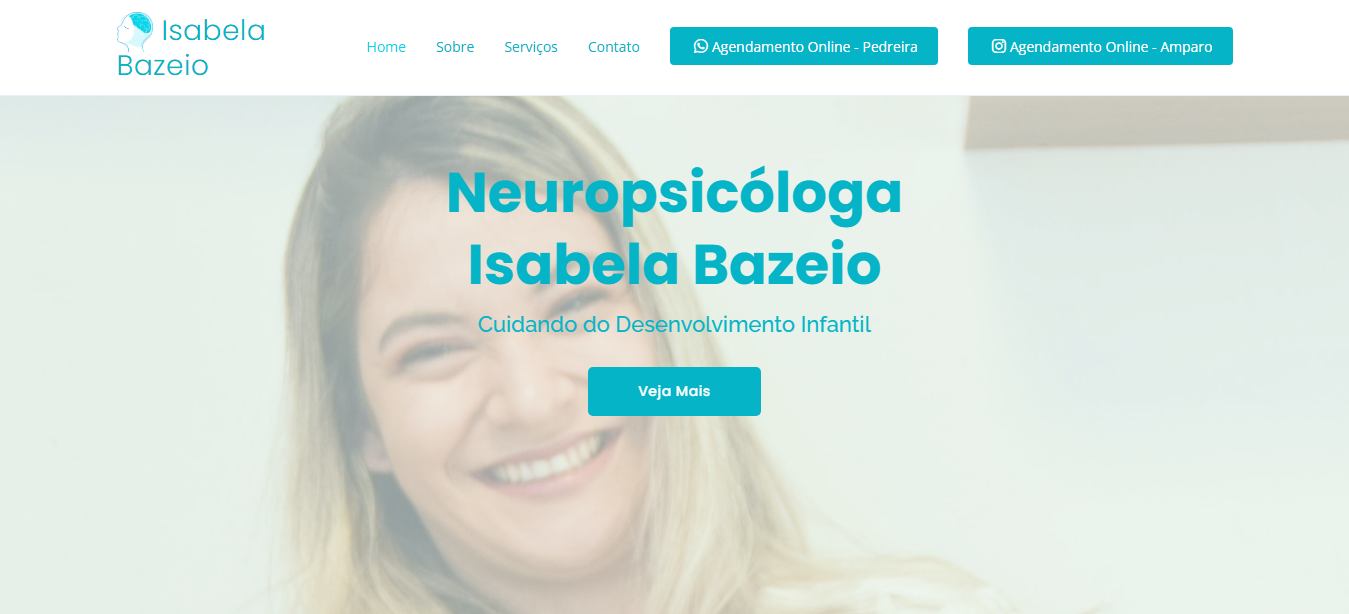 Isabela
Bazeio
Home Sobre Serviços Contato Agendamento Online - Pedreira Agendamento Online - Amparo
Neuropsicóloga
Isabela Bazeio
Cuidando do Desenvolvimento Infantil
Veja Mais